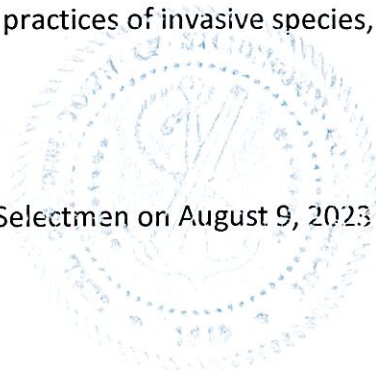 practices of invasive species,
Selectmen on August 9, 2023